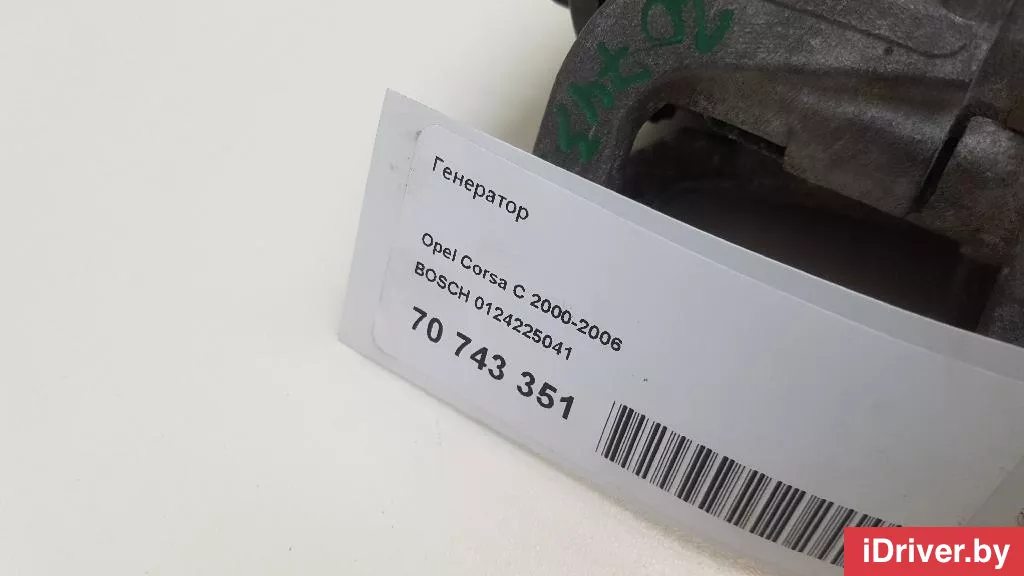 Генератор
Opel Corsa C 2000-2006
BOSCH 0124225041
70 743 351
iDriver.by